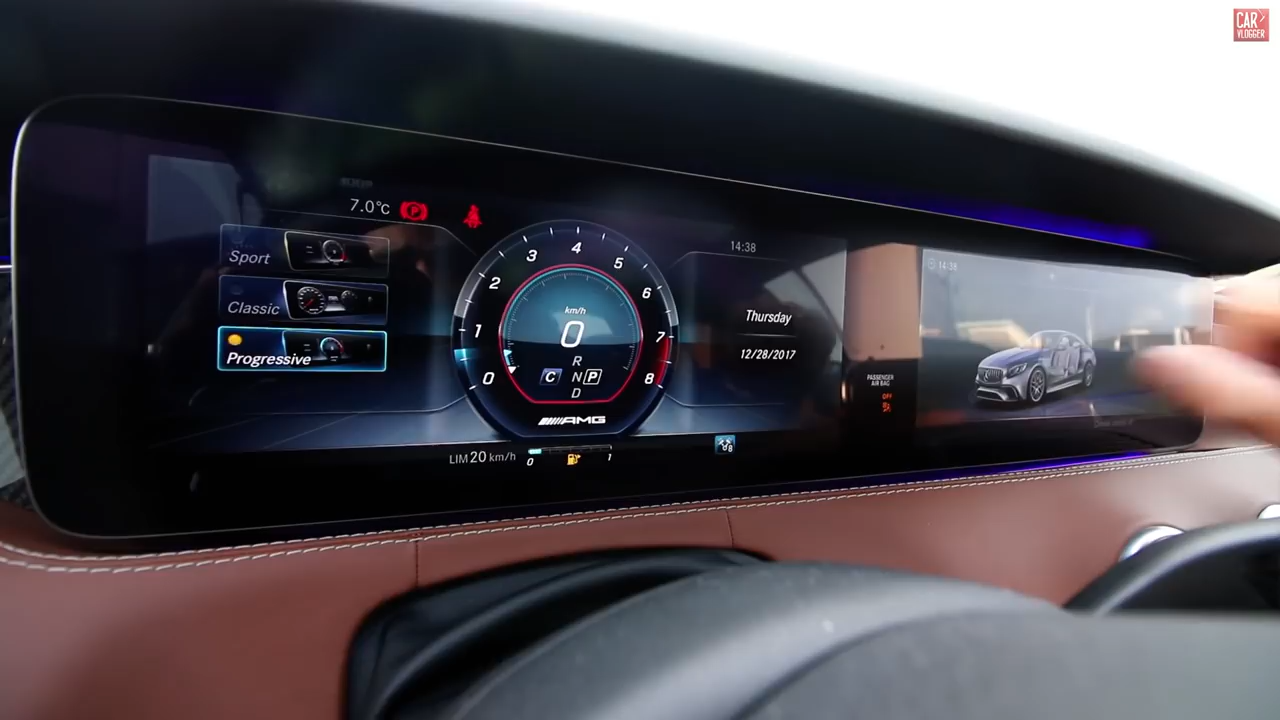 CAR
VLOGGER
7.0°C
P
14:38
14:38
Sport
Classic
Progressive
0 1 2 3 4 5 6 7 8
km/h
0
R
C N P
D
AMG
Thursday
12/28/2017
PASSENGER
AIR BAG
OFF
LIM 20 km/h
0 1
8